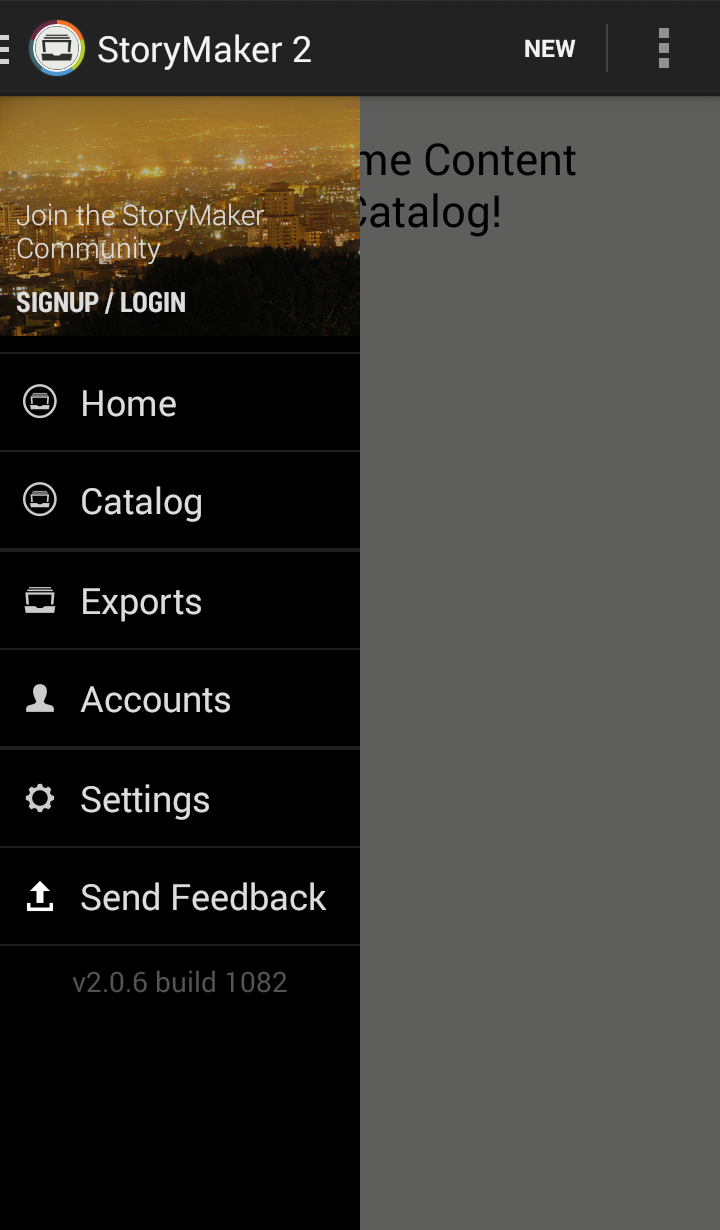 StoryMaker 2
NEW
me Content
Catalog!
Join the StoryMaker
Community
SIGNUP / LOGIN
Home
Catalog
Exports
Accounts
Settings
Send Feedback
v2.0.6 build 1082